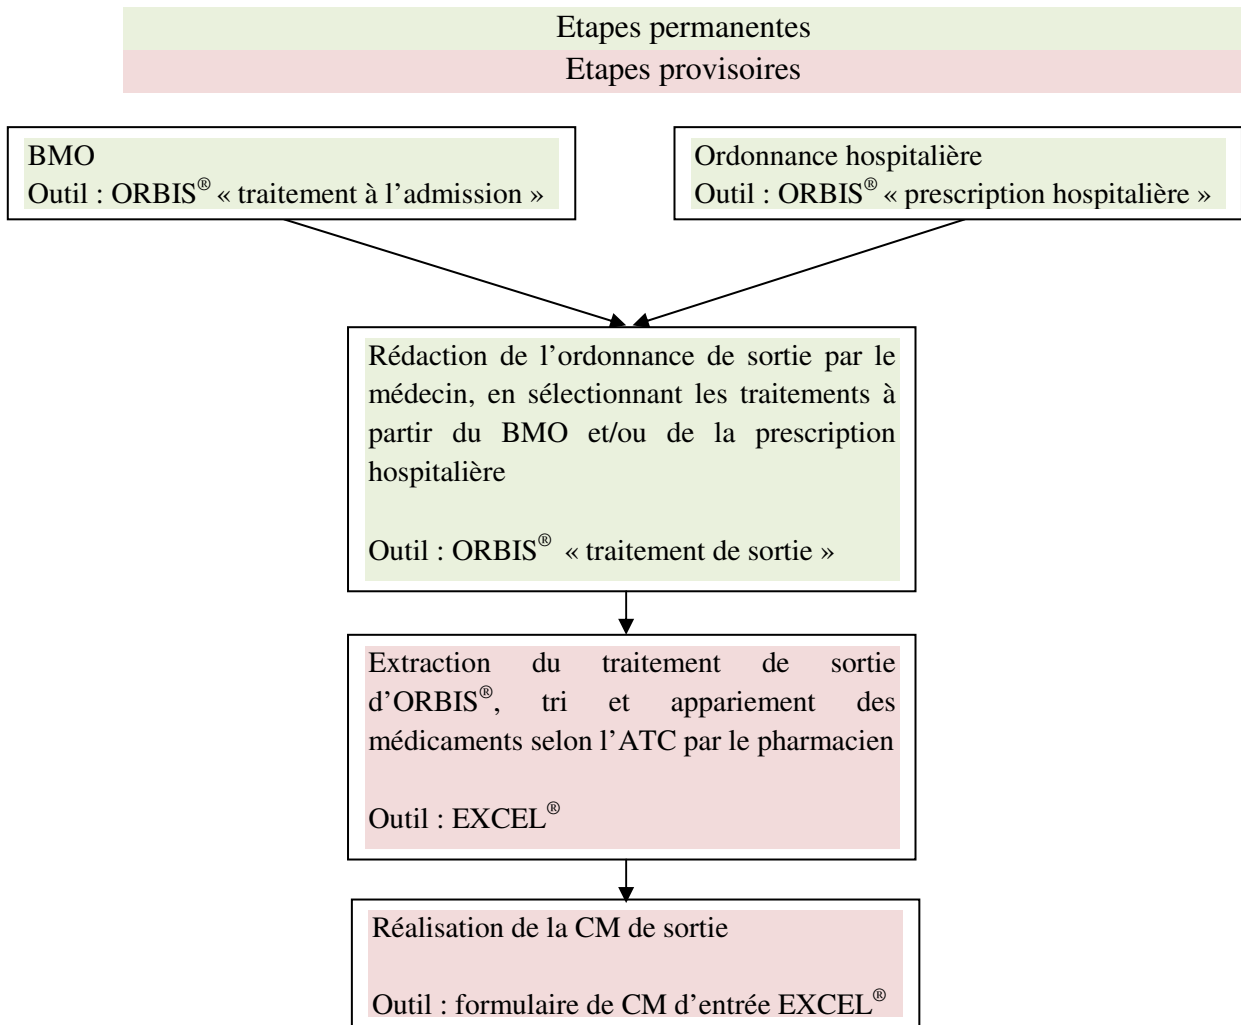 Etapes permanentes
Etapes provisoires
BMO
Outil : ORBIS® « traitement à l’admission »
Ordonnance hospitalière
Outil : ORBIS® « prescription hospitalière »
Rédaction de l’ordonnance de sortie par le
médecin, en sélectionnant les traitements à
partir du BMO et/ou de la prescription
hospitalière
Outil : ORBIS® « traitement de sortie »
Extraction du traitement de sortie
d’ORBIS®, tri et appariement des
médicaments selon l’ATC par le pharmacien
Outil : EXCEL®
Réalisation de la CM de sortie
Outil : formulaire de CM d’entrée EXCEL®